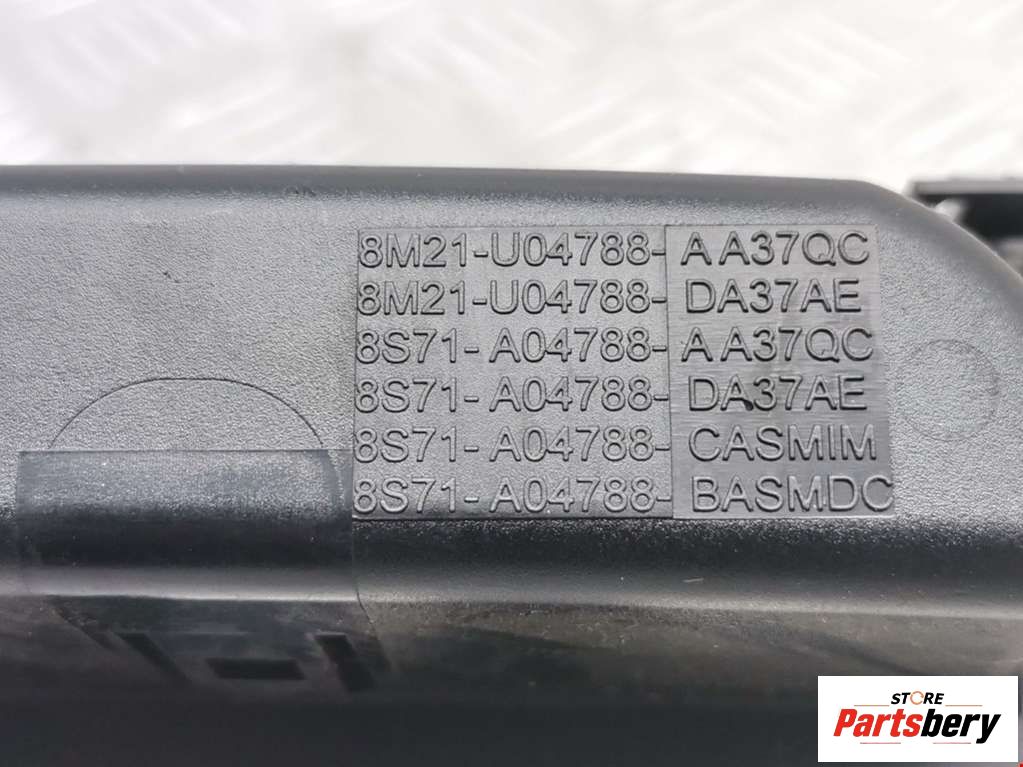 8M21-U04788-AA37QC
8M21-U04788-DA37AE
8S71-A04788-AA37QC
8S71-A04788-DA37AE
8S71-A04788-CASMIM
8S71-A04788-BASMDC
STORE
Partsbery